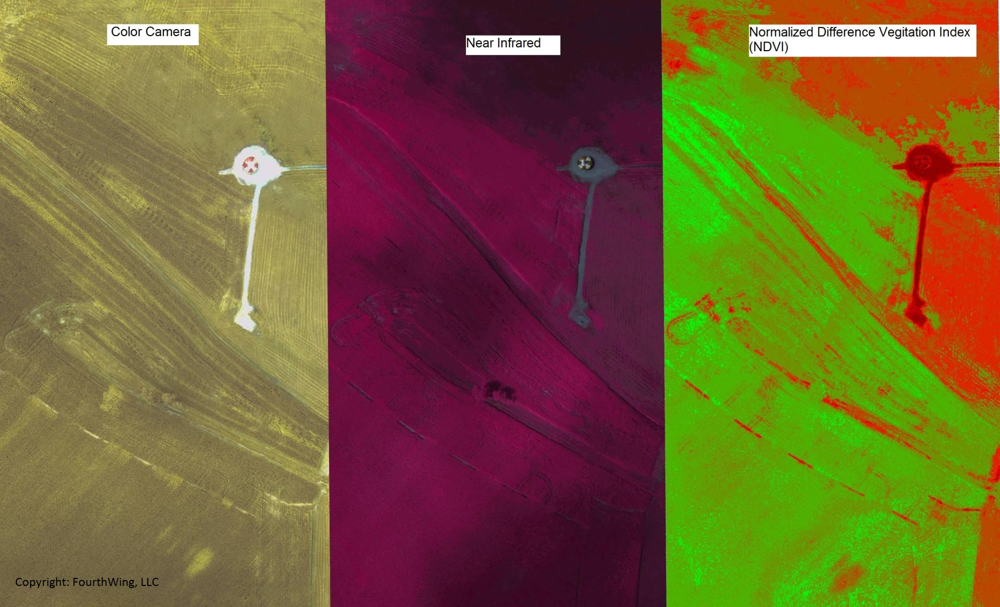 Color Camera
Near Infrared
Normalized Difference Vegitation Index
(NDVI)
Copyright: FourthWing, LLC